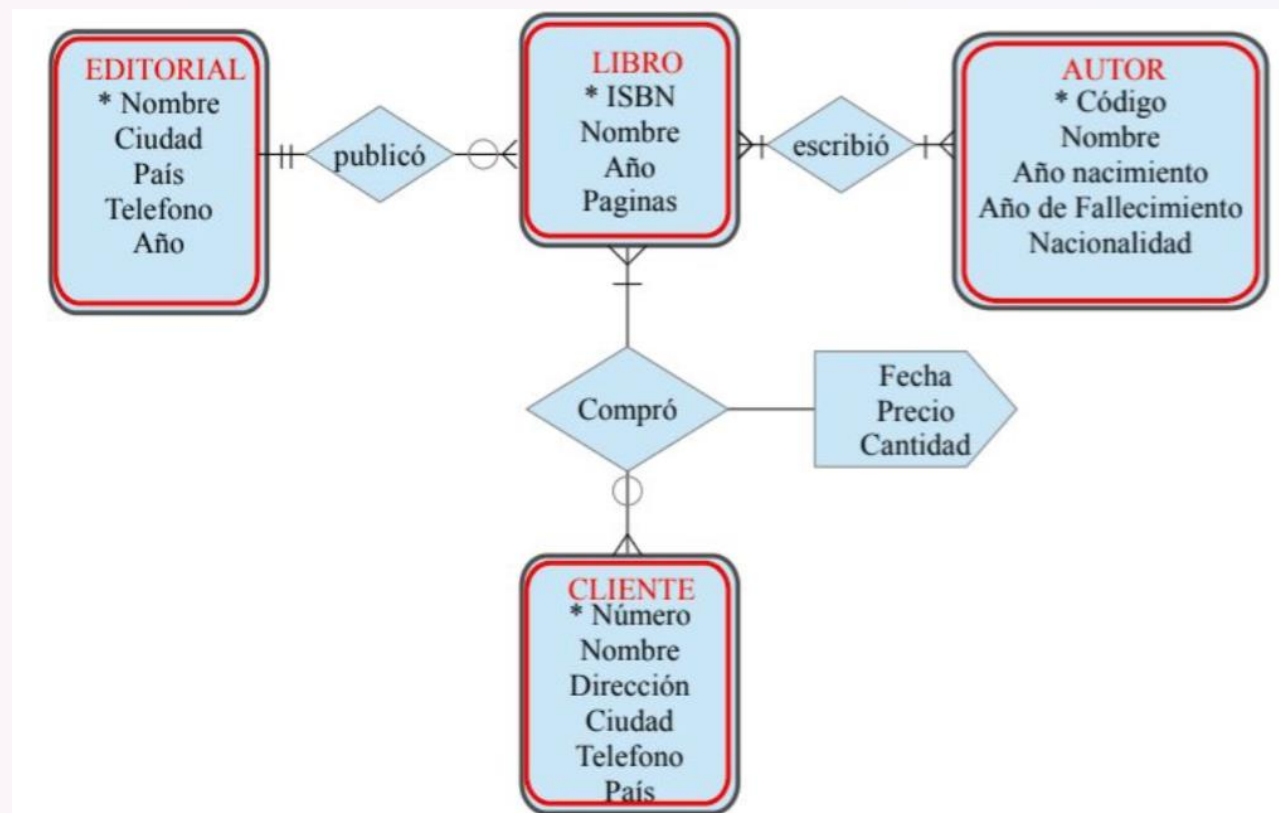 EDITORIAL
* Nombre
Ciudad
País
Telefono
Año
publicó
LIBRO
* ISBN
Nombre
Año
Paginas
escribió
AUTOR
* Código
Nombre
Año nacimiento
Año de Fallecimiento
Nacionalidad
Compró
Fecha
Precio
Cantidad
CLIENTE
* Número
Nombre
Dirección
Ciudad
Telefono
País